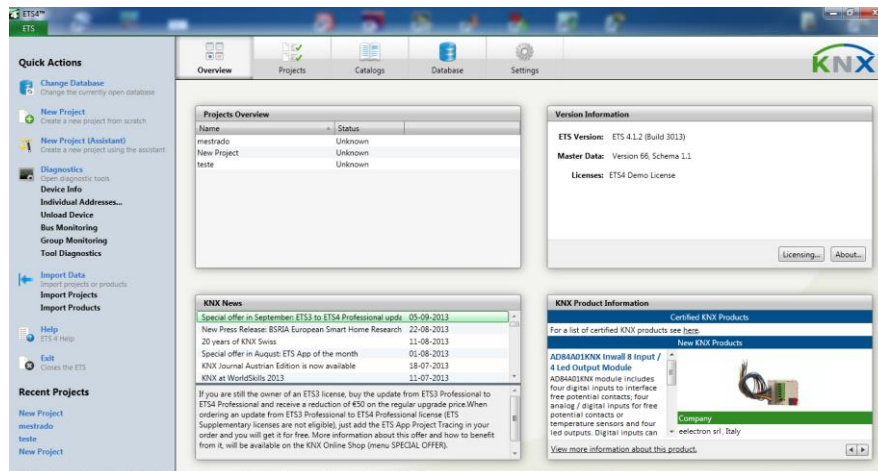 ETS4™
ETS
Quick Actions
Change Database
Change the currently open database
New Project
Create a new project from scratch
New Project (Assistant)
Create a new project using the assistant
Diagnostics
Open diagnostic tools
Device Info
Individual Addresses...
Unload Device
Bus Monitoring
Group Monitoring
Tool Diagnostics
Import Data
Import projects or products
Import Projects
Import Products
Help
ETS 4 Help
Exit
Closes the ETS
Recent Projects
New Project
mestrado
teste
New Project
Overview
Projects
Catalogs
Database
Settings
KNX
Projects Overview
Name Status
mestrado Unknown
New Project Unknown
teste Unknown
Version Information
ETS Version: ETS 4.1.2 (Build 3013)
Master Data: Version 66, Schema 1.1
Licenses: ETS4 Demo License
Licensing... About...
KNX News
Special offer in September: ETS3 to ETS4 Professional upda 05-09-2013
New Press Release: BSRIA European Smart Home Research 22-08-2013
20 years of KNX Swiss 11-08-2013
Special offer in August: ETS App of the month 01-08-2013
KNX Journal Austrian Edition is now available 18-07-2013
KNX at WorldSkills 2013 11-07-2013
If you are still the owner of an ETS3 license, buy the update from ETS3 Professional to
ETS4 Professional and receive a reduction of €50 on the regular upgrade price.When
ordering an update from ETS3 Professional to ETS4 Professional license (ETS
Supplementary licenses are not eligible), just add the ETS App Project Tracing in your
order and you will get it for free. More information about this offer and how to benefit
from it, will be available on the KNX Online Shop (menu SPECIAL OFFER).
KNX Product Information
Certified KNX Products
For a list of certified KNX products see here.
New KNX Products
AD84A01KNX Inwall 8 Input /
4 Led Output Module
AD84A01KNX module includes
four digital inputs to interface
free potential contacts; four
analog / digital inputs for free
potential contacts or
temperature sensors and four
led outputs. Digital inputs can
Company
eelectron srl, Italy
View more information about this product.